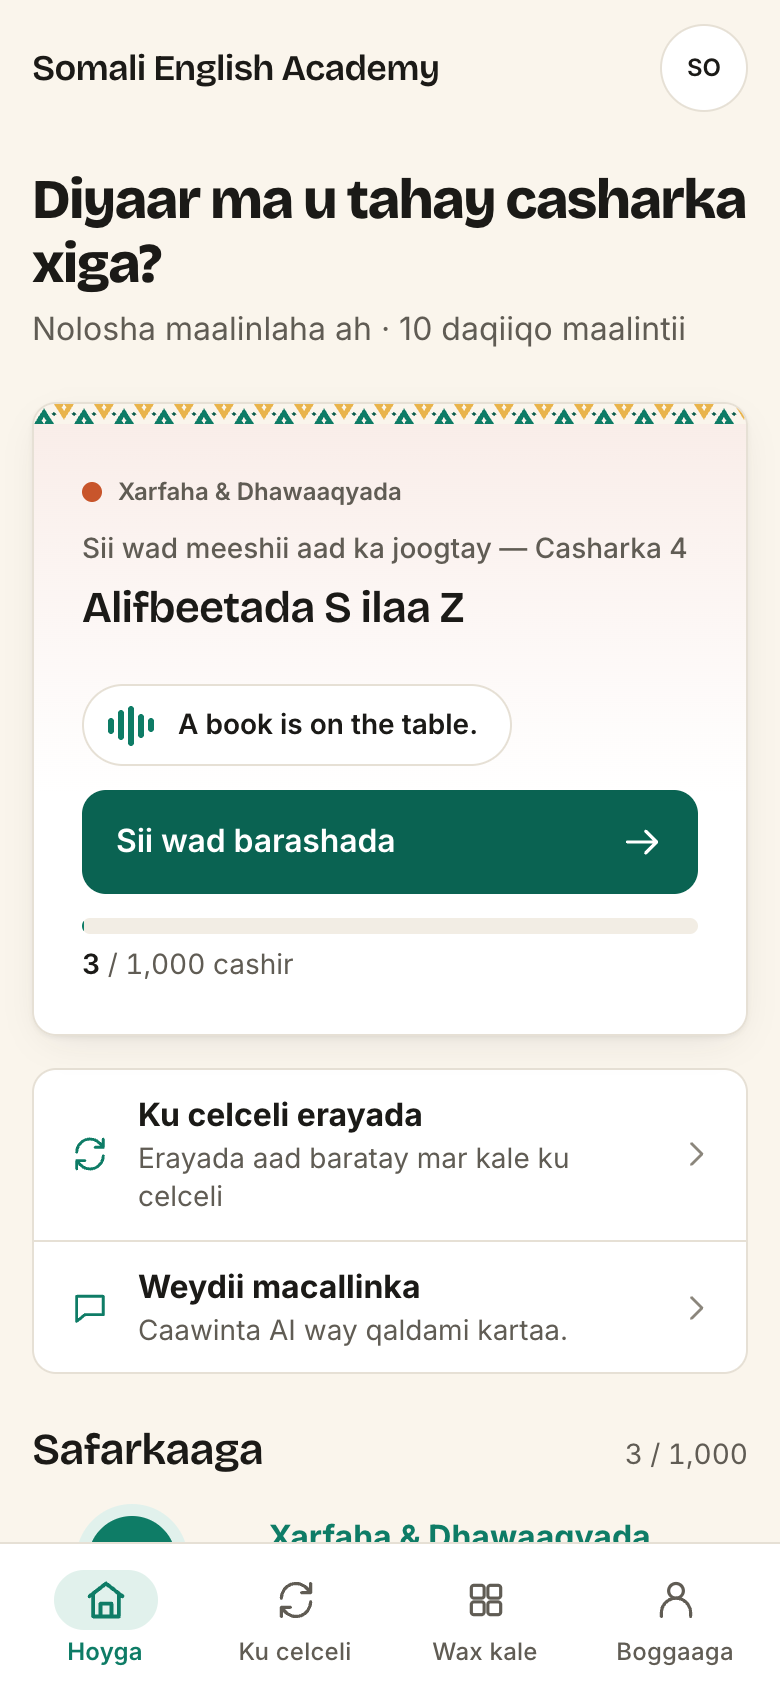 Somali English Academy
SO
Diyaar ma u tahay casharka
xiga?
Nolosha maalinlaha ah · 10 daqiiqo maalintii
Xarfaha & Dhawaaqyada
Sii wad meeshii aad ka joogtay — Casharka 4
Alifbeetada S ilaa Z
A book is on the table.
Sii wad barashada
3 / 1,000 cashir
Ku celceli erayada
Erayada aad baratay mar kale ku
celceli
Weydii macallinka
Caawinta AI way qaldami kartaa.
Safarkaaga
3 / 1,000
Xarfaha & Dhawaaqyada
Hoyga
Ku celceli
Wax kale
Boggaaga